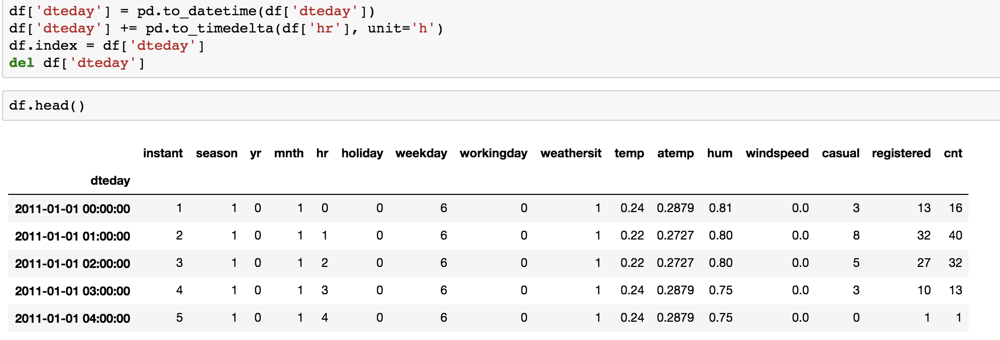 df['dteday'] = pd.to_datetime(df['dteday'])
df['dteday'] += pd.to_timedelta(df['hr'], unit='h')
df.index = df['dteday']
del df['dteday']
df.head()
instant season yr mnth hr holiday weekday workingday weathersit temp atemp hum windspeed casual registered cnt
dteday
2011-01-01 00:00:00 1 1 0 1 0 0 6 0 1 0.24 0.2879 0.81 0.0 3 13 16
2011-01-01 01:00:00 2 1 0 1 1 0 6 0 1 0.22 0.2727 0.80 0.0 8 32 40
2011-01-01 02:00:00 3 1 0 1 2 0 6 0 1 0.22 0.2727 0.80 0.0 5 27 32
2011-01-01 03:00:00 4 1 0 1 3 0 6 0 1 0.24 0.2879 0.75 0.0 3 10 13
2011-01-01 04:00:00 5 1 0 1 4 0 6 0 1 0.24 0.2879 0.75 0.0 0 1 1